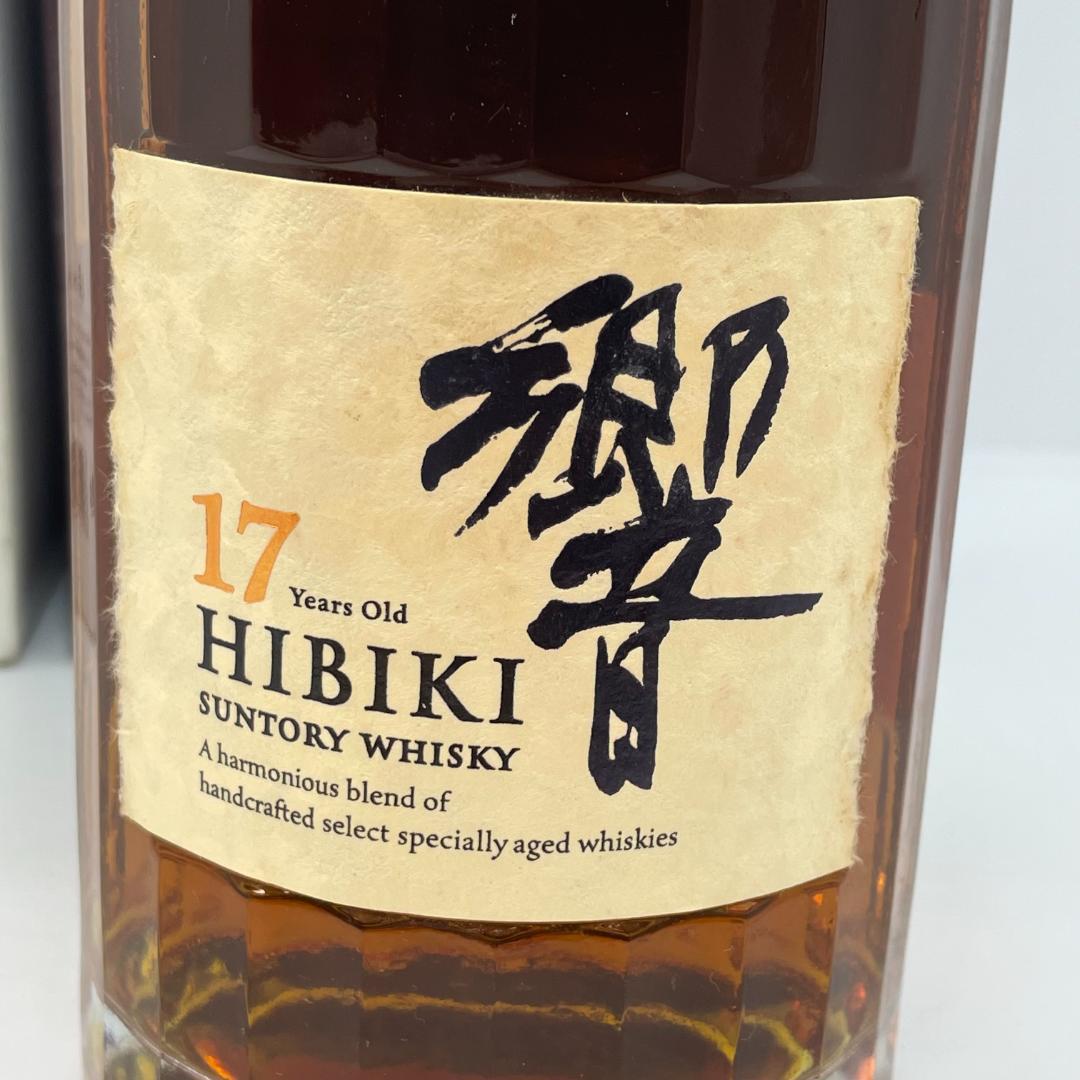 響
17 Years Old
HIBIKI
SUNTORY WHISKY
A harmonious blend of
handcrafted select specially aged whiskies